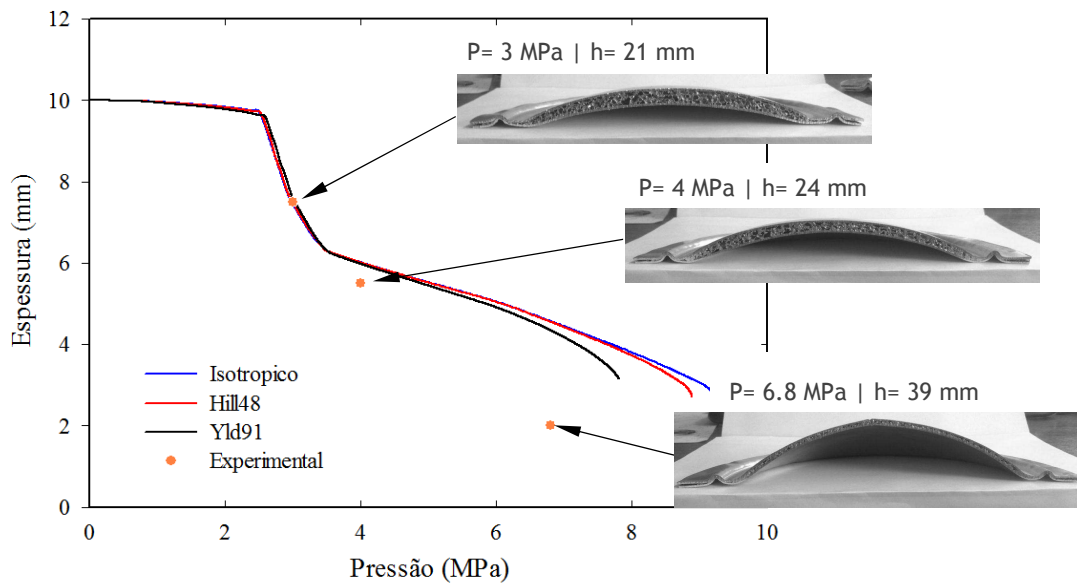 12
10
8
6
4
2
0
Espessura (mm)
P= 3 MPa | h= 21 mm
P= 4 MPa | h= 24 mm
P= 6.8 MPa | h= 39 mm
Isotropico
Hill48
Yld91
Experimental
0 2 4 6 8 10
Pressão (MPa)